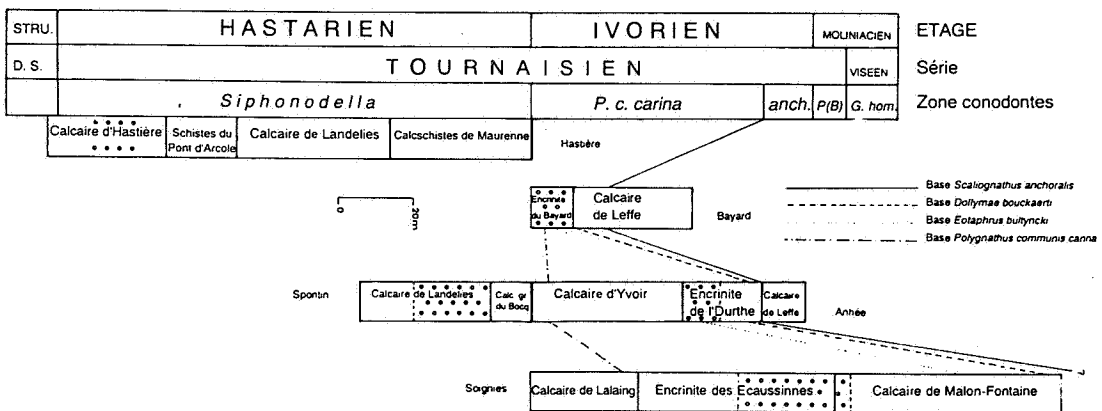 STRU. HASTARIEN IVORIEN MOLINIACIEN ETAGE
D. S. TOURNAISIEN VISEEN Série
Siphonodella P. c. carina anch. P(B) G. hom. Zone conodontes
Calcaire d'Hastière Schistes du Calcaire de Landelies Calcschistes de Maurenne
Pont d'Arcole
Hastière
Encrinite Calcaire
du Bayard de Leffe Bayard
0 20m
Base Scaliognathus anchoralis
Base Dollymae bouckaerti
Base Eotaphrus bultyncki
Base Polygnathus communis carina
Spontin Calcaire de Landelies Calc. gr. Calcaire d'Yvoir Encrinite Calcaire
du Bocq de l'Ourthe de Leffe Anhée
Soignies Calcaire de Lalaing Encrinite des Ecaussinnes Calcaire de Malon-Fontaine ?